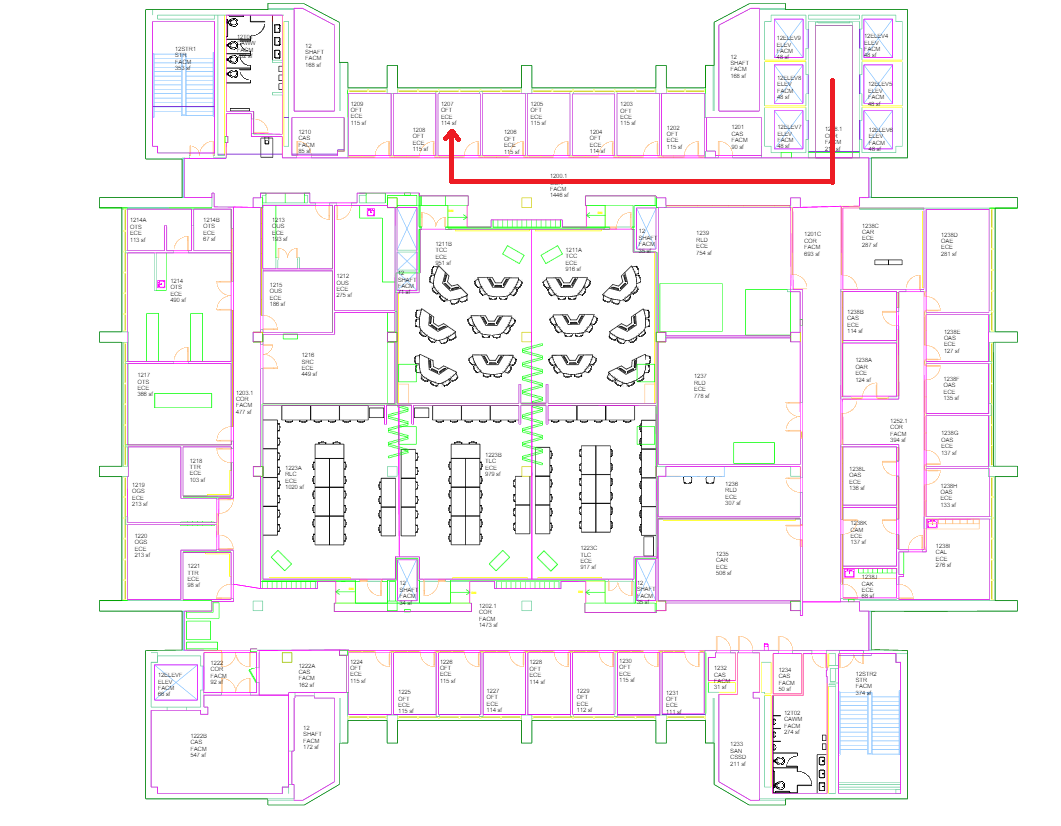 12STR1
STR
FACM
353 sf
FACM
12
SHAFT
FACM
168 sf
12
SHAFT
FACM
168 sf
12ELEV9
ELEV
FACM
48 sf
12ELEV4
ELEV
FACM
48 sf
12ELEV8
ELEV
FACM
48 sf
12ELEV5
ELEV
FACM
48 sf
12ELEV7
ELEV
FACM
48 sf
12ELEV6
ELEV
FACM
48 sf
COR
FACM
1210
CAS
FACM
85 sf
1209
OFT
ECE
115 sf
1208
OFT
ECE
115 sf
1207
OFT
ECE
114 sf
1206
OFT
ECE
115 sf
1205
OFT
ECE
115 sf
1204
OFT
ECE
114 sf
1203
OFT
ECE
115 sf
1202
OFT
ECE
115 sf
1201
CAS
FACM
90 sf
1200.1
FACM
1446 sf
1214A
OTS
ECE
113 sf
1214B
OTS
ECE
67 sf
1213
OUS
ECE
193 sf
1214
OTS
ECE
490 sf
1215
OUS
ECE
186 sf
1212
OUS
ECE
275 sf
12
SHAFT
FACM
1211B
TCC
ECE
951 sf
1211A
TCC
ECE
916 sf
12
SHAFT
FACM
1239
RLD
ECE
754 sf
1201C
COR
FACM
693 sf
1238C
CAR
ECE
287 sf
1238D
OAE
ECE
281 sf
1238B
CAS
ECE
114 sf
1238E
OAS
ECE
127 sf
1238A
OAR
ECE
124 sf
1238F
OAS
ECE
135 sf
1216
SRC
ECE
449 sf
1217
OTS
ECE
366 sf
1203.1
COR
FACM
477 sf
1237
RLD
ECE
778 sf
1252.1
COR
FACM
394 sf
1238G
OAS
ECE
137 sf
1218
TTR
ECE
103 sf
1219
OGS
ECE
213 sf
1223A
RLC
ECE
1020 sf
1223B
TLC
ECE
979 sf
1236
RLD
ECE
307 sf
1238L
OAS
ECE
136 sf
1238H
OAS
ECE
133 sf
1220
OGS
ECE
213 sf
1221
TTR
ECE
98 sf
1223C
TLC
ECE
917 sf
1235
CAR
ECE
508 sf
1238K
CAM
ECE
137 sf
1238I
CAL
ECE
276 sf
1238J
CAK
ECE
68 sf
12
SHAFT
FACM
34 sf
12
SHAFT
FACM
35 sf
1202.1
COR
FACM
1473 sf
12ELEVF
ELEV
FACM
66 sf
1222
COR
FACM
92 sf
1222A
CAS
FACM
162 sf
1224
OFT
ECE
115 sf
1225
OFT
ECE
115 sf
1226
OFT
ECE
115 sf
1227
OFT
ECE
114 sf
1228
OFT
ECE
114 sf
1229
OFT
ECE
112 sf
1230
OFT
ECE
115 sf
1231
OFT
ECE
111 sf
1232
CAS
FACM
31 sf
1234
CAS
FACM
50 sf
12STR2
STR
FACM
374 sf
1222B
CAS
FACM
547 sf
12
SHAFT
FACM
172 sf
1233
SAN
CSSD
211 sf
12T02
CAWM
FACM
274 sf